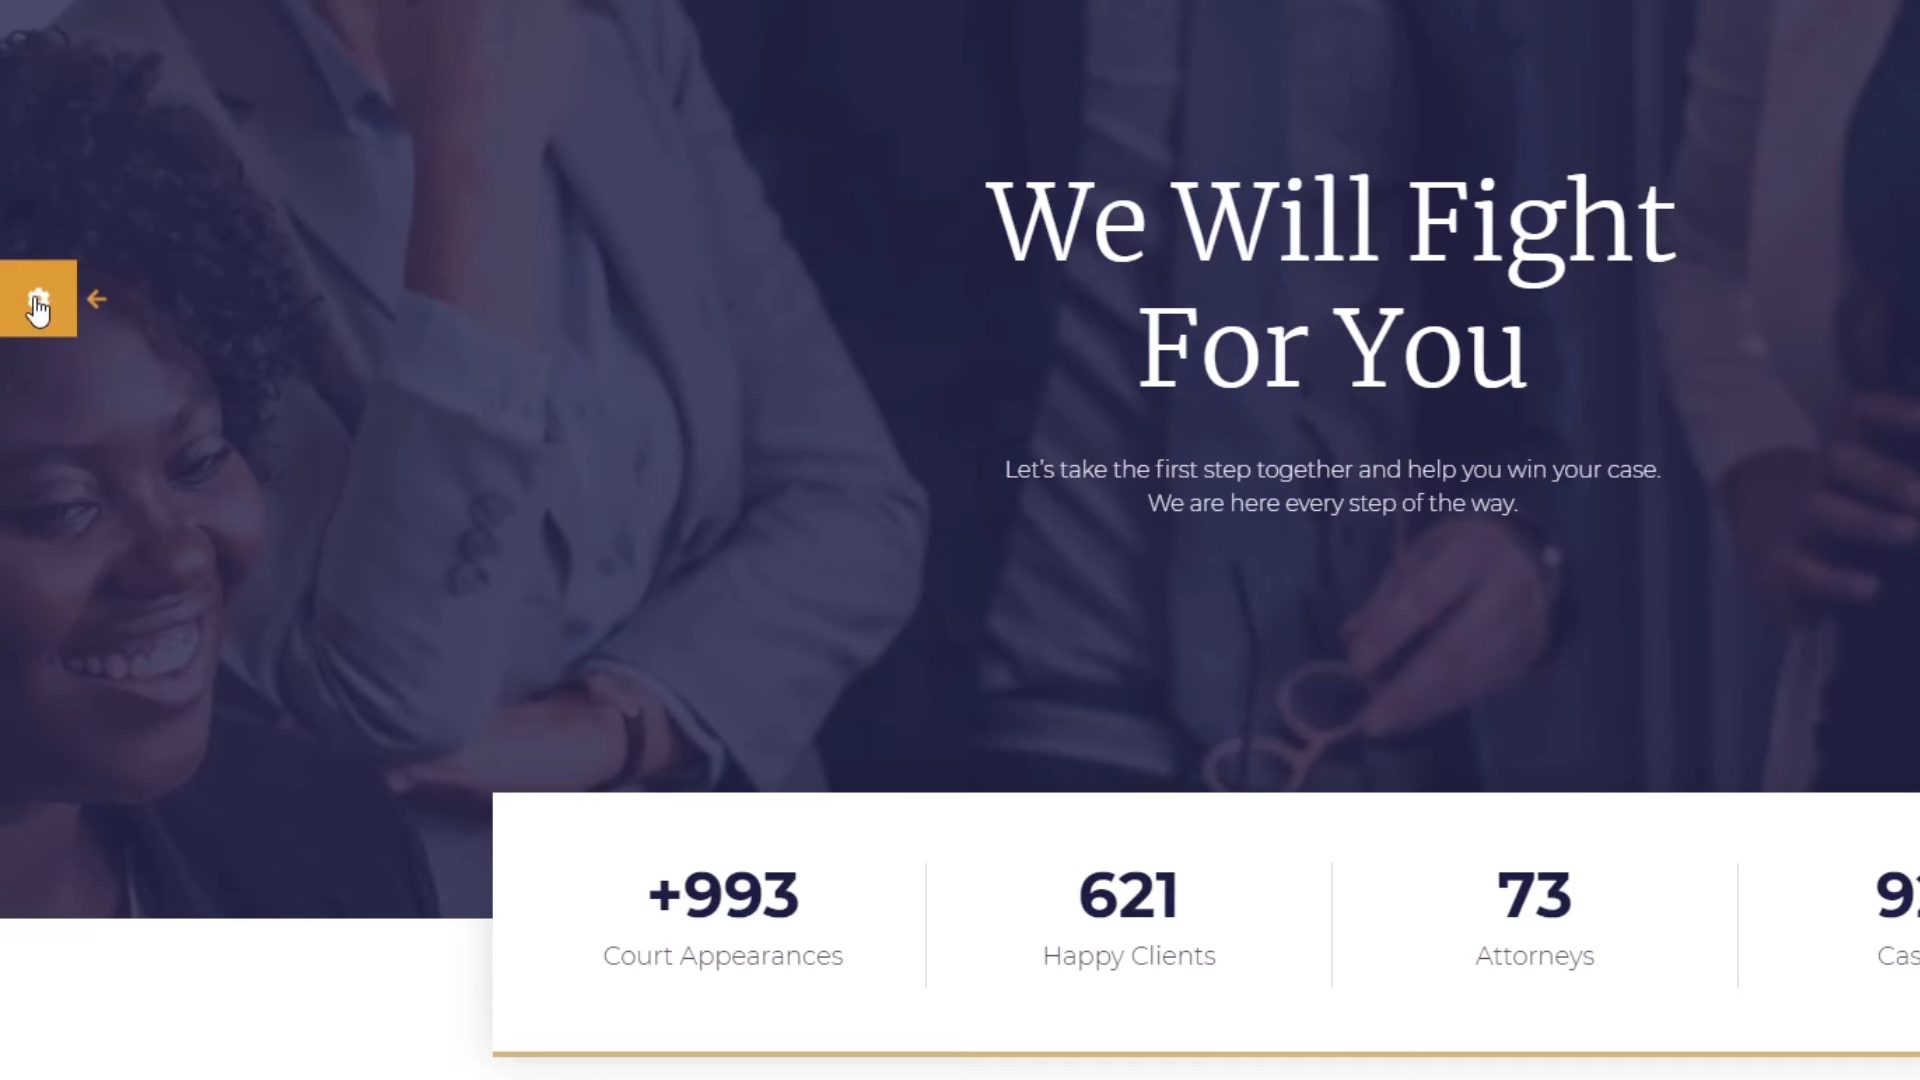 We Will Fight
For You
Let's take the first step together and help you win your case.
We are here every step of the way.
+993
621
73
Court Appearances
Happy Clients
Attorneys